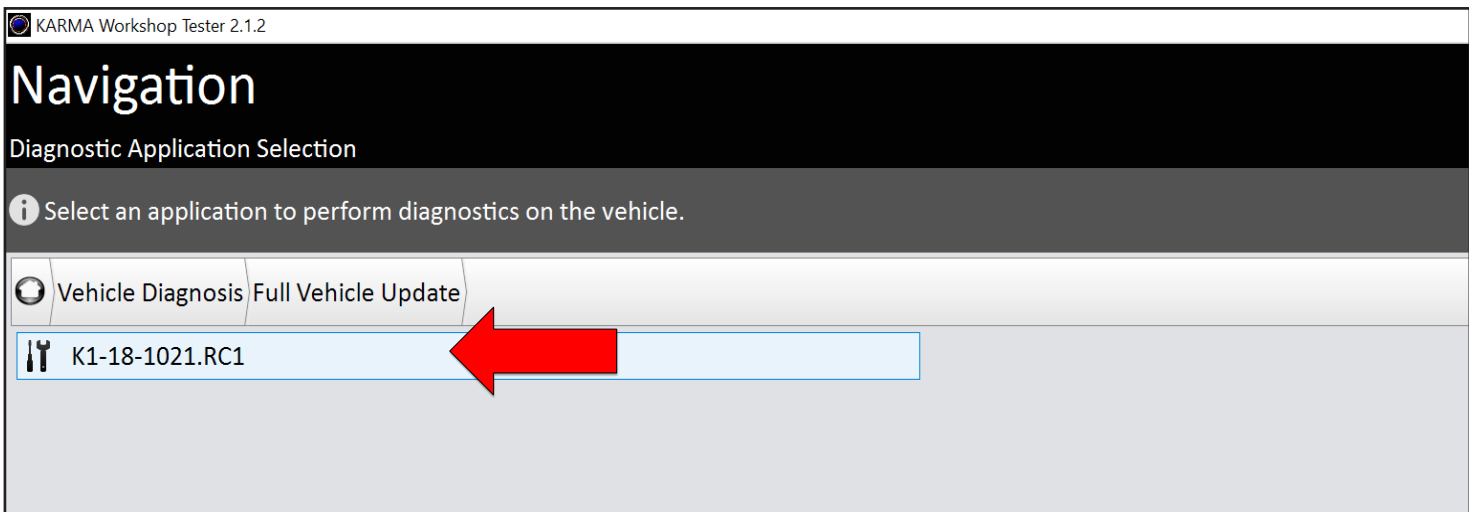 KARMA Workshop Tester 2.1.2
Navigation
Diagnostic Application Selection
Select an application to perform diagnostics on the vehicle.
Vehicle Diagnosis Full Vehicle Update
K1-18-1021.RC1